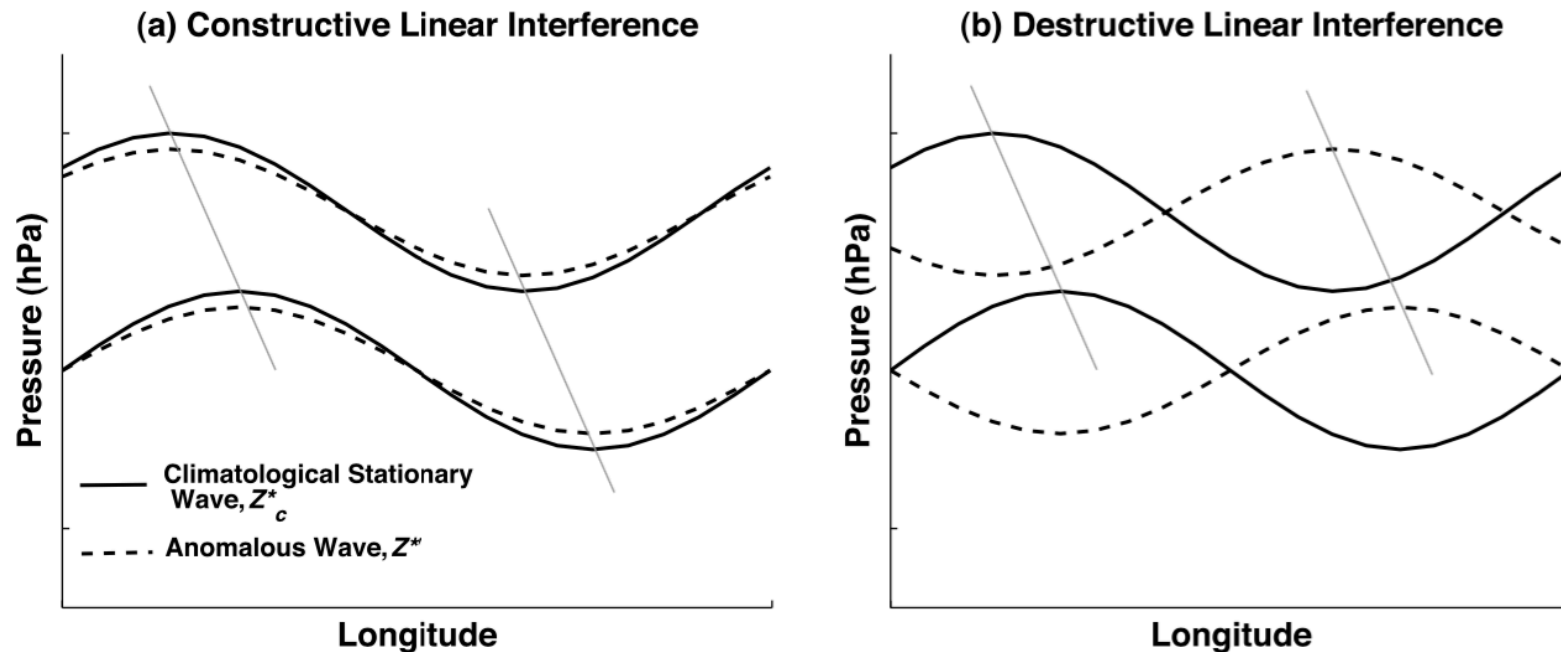 (a) Constructive Linear Interference
Pressure (hPa)
Climatological Stationary
Wave, Z*c
Anomalous Wave, Z*'
Longitude
(b) Destructive Linear Interference
Pressure (hPa)
Longitude